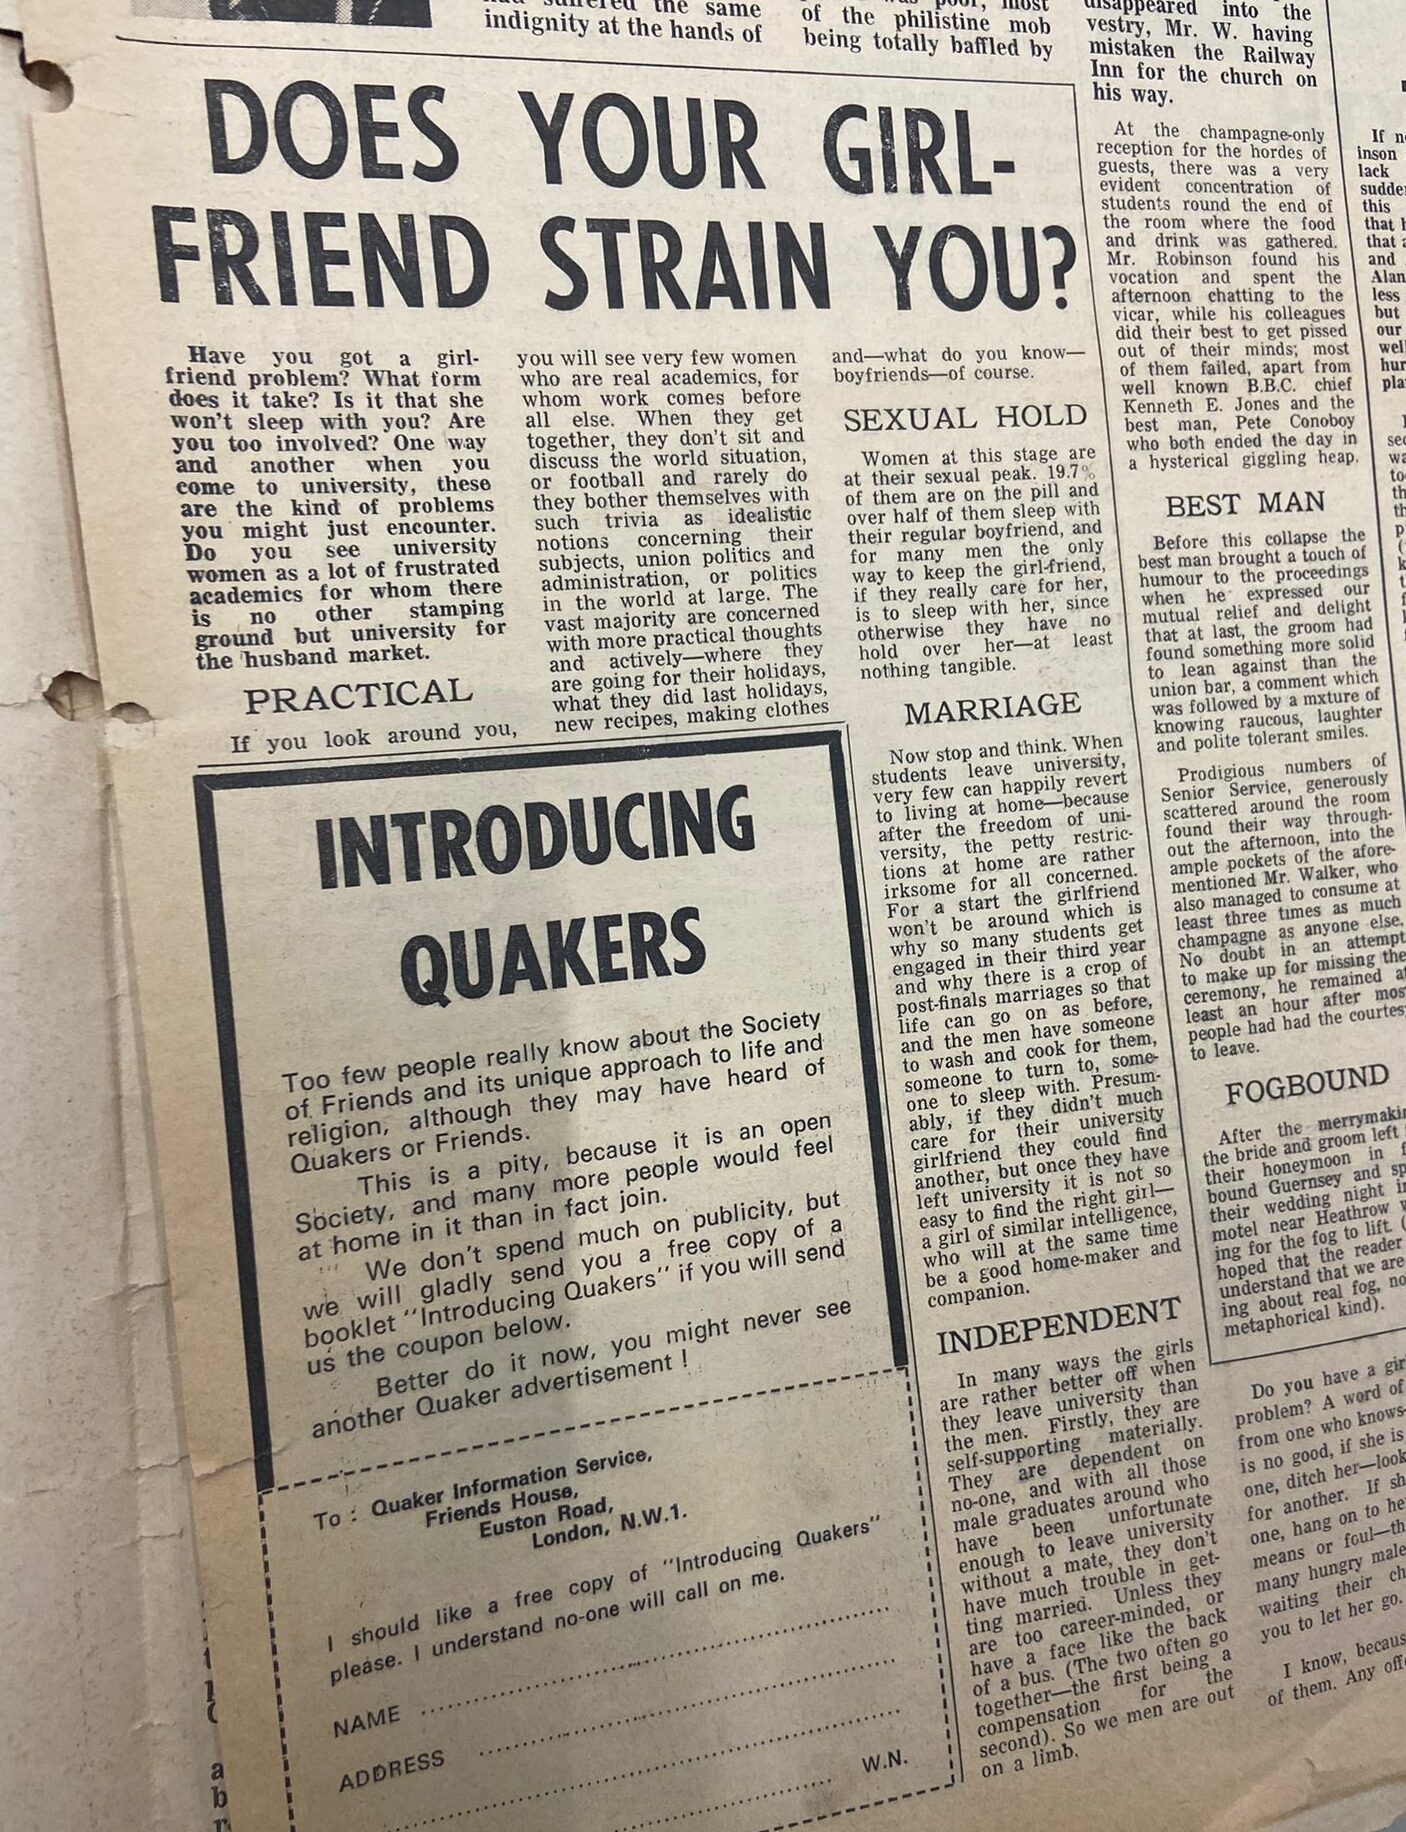 had suffered the same
indignity at the hands of
of the philistine mob
being totally baffled by
disappeared into the
vestry, Mr. W. having
mistaken the Railway
Inn for the church on
his way.
DOES YOUR GIRL-
FRIEND STRAIN YOU?
Have you got a girl-
friend problem? What form
does it take? Is it that she
won't sleep with you? Are
you too involved? One way
and another when you
come to university, these
are the kind of problems
you might just encounter.
Do you see university
women as a lot of frustrated
academics for whom there
is no other stamping
ground but university for
the husband market.
PRACTICAL
If you look around you,
you will see very few women
who are real academics, for
whom work comes before
all else. When they get
together, they don't sit and
discuss the world situation,
or football and rarely do
they bother themselves with
such trivia as idealistic
notions concerning their
subjects, union politics and
administration, or politics
in the world at large. The
vast majority are concerned
with more practical thoughts
and actively—where they
are going for their holidays,
what they did last holidays,
new recipes, making clothes
and—what do you know—
boyfriends—of course.
SEXUAL HOLD
Women at this stage are
at their sexual peak. 19.7%
of them are on the pill and
over half of them sleep with
their regular boyfriend, and
for many men the only
way to keep the girl-friend,
if they really care for her,
is to sleep with her, since
otherwise they have no
hold over her—at least
nothing tangible.
MARRIAGE
Now stop and think. When
students leave university,
very few can happily revert
to living at home—because
after the freedom of uni-
versity, the petty restric-
tions at home are rather
irksome for all concerned.
For a start the girlfriend
won't be around which is
why so many students get
engaged in their third year
and why there is a crop of
post-finals marriages so that
life can go on as before,
and the men have someone
to wash and cook for them,
someone to turn to, some-
one to sleep with. Presum-
ably, if they didn't much
care for their university
girlfriend they could find
another, but once they have
left university it is not so
easy to find the right girl—
a girl of similar intelligence,
who will at the same time
be a good home-maker and
companion.
INDEPENDENT
In many ways the girls
are rather better off when
they leave university than
the men. Firstly, they are
self-supporting materially.
They are dependent on
no-one, and with all those
male graduates around who
have been unfortunate
enough to leave university
without a mate, they don't
have much trouble in get-
ting married. Unless they
are too career-minded, or
have a face like the back
of a bus. (The two often go
together—the first being a
compensation for the
second). So we men are out
on a limb.
Do you have a
problem? A word of
from one who knows
is no good, if she is
one, ditch her—look
for another. If
one, hang on to
means or foul
many hungry
waiting their
you to let her go.
I know,
of them. Any
INTRODUCING
QUAKERS
Too few people really know about the Society
of Friends and its unique approach to life and
religion, although they may have heard of
Quakers or Friends.
This is a pity, because it is an open
Society, and many more people would feel
at home in it than in fact join.
We don't spend much on publicity, but
we will gladly send you a free copy of a
booklet "Introducing Quakers" if you will send
us the coupon below.
Better do it now, you might never see
another Quaker advertisement!
To : Quaker Information Service,
Friends House,
Euston Road,
London, N.W.1.
I should like a free copy of "Introducing Quakers"
please. I understand no-one will call on me.
NAME
ADDRESS
W.N.
At the champagne-only
reception for the hordes of
guests, there was a very
evident concentration of
students round the end of
the room where the food
and drink was gathered.
Mr. Robinson found his
vocation and spent the
afternoon chatting to the
vicar, while his colleagues
did their best to get pissed
out of their minds; most
of them failed, apart from
well known B.B.C. chief
Kenneth E. Jones and the
best man, Pete Conoboy
who both ended the day in
a hysterical giggling heap.
BEST MAN
Before this collapse the
best man brought a touch of
humour to the proceedings
when he expressed our
mutual relief and delight
that at last, the groom had
found something more solid
to lean against than the
union bar, a comment which
was followed by a mxture of
knowing raucous, laughter
and polite tolerant smiles.
Prodigious numbers of
Senior Service, generously
scattered around the room
found their way through-
out the afternoon, into the
ample pockets of the afore-
mentioned Mr. Walker, who
also managed to consume at
least three times as much
champagne as anyone else.
No doubt in an attempt
to make up for missing the
ceremony, he remained at
least an hour after most
people had had the
to leave.
FOGBOUND
After the
the bride and groom left
their honeymoon in
bound Guernsey and
their wedding night
motel near Heathrow
ing for the fog to lift. (
hoped that the reader
understand that we are
ing about real fog,
metaphorical kind).
If
inson
lack
this
that
that
and
Alan
less
but
our